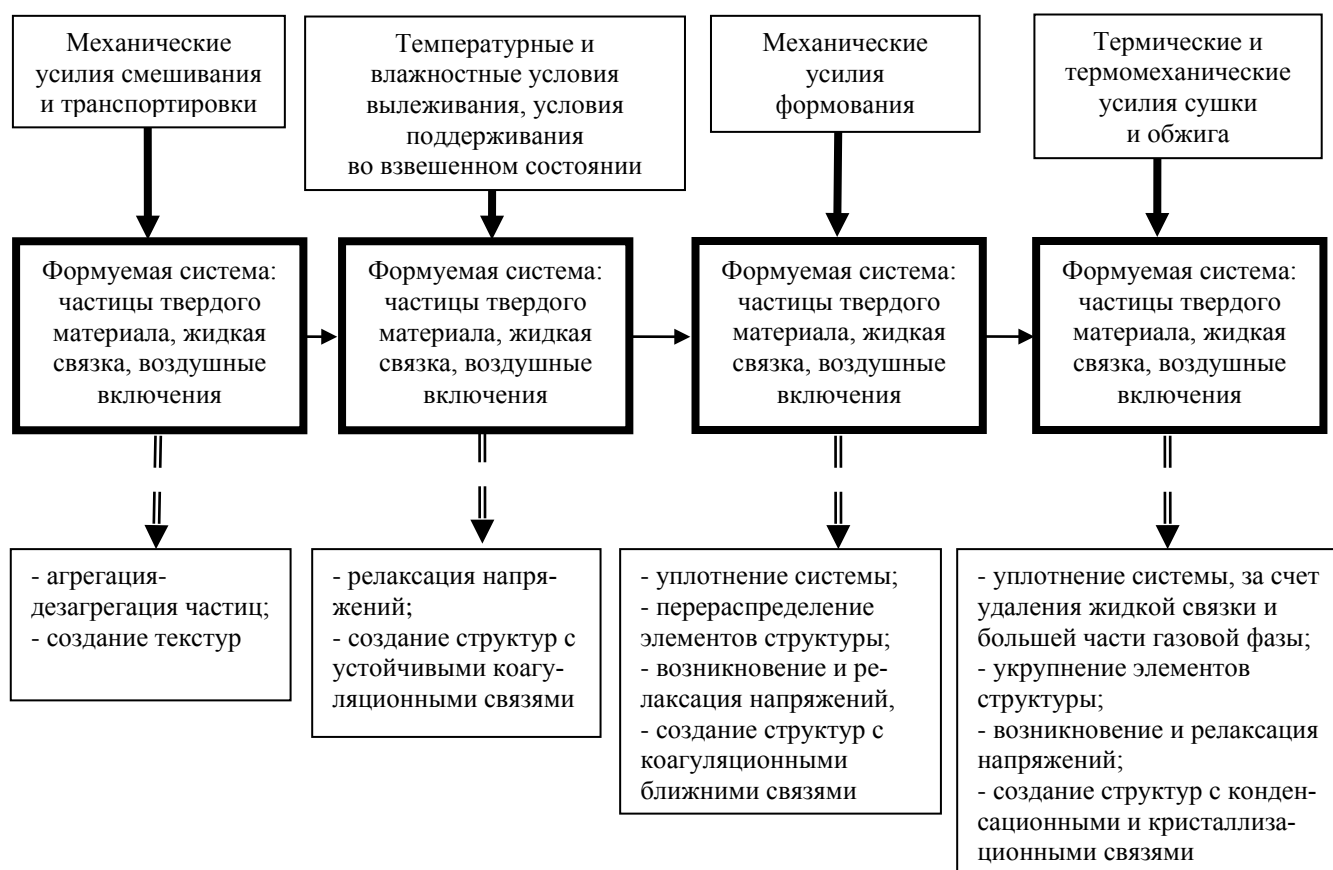 Механические
усилия смешивания
и транспортировки
Температурные и
влажностные условия
вылеживания, условия
поддерживания
во взвешенном состоянии
Механические
усилия
формования
Термические и
термомеханические
усилия сушки
и обжига
Формуемая система:
частицы твердого
материала, жидкая
связка, воздушные
включения
Формуемая система:
частицы твердого
материала, жидкая
связка, воздушные
включения
Формуемая система:
частицы твердого
материала, жидкая
связка, воздушные
включения
Формуемая система:
частицы твердого
материала, жидкая
связка, воздушные
включения
- агрегация-
дезагрегация частиц;
- создание текстур
- релаксация напря-
жений;
- создание структур с
устойчивыми коагу-
ляционными связями
- уплотнение системы;
- перераспределение
элементов структуры;
- возникновение и ре-
лаксация напряжений,
- создание структур с
коагуляционными
ближними связями
- уплотнение системы, за счет
удаления жидкой связки и
большей части газовой фазы;
- укрупнение элементов
структуры;
- возникновение и релаксация
напряжений;
- создание структур с конден-
сационными и кристаллиза-
ционными связями